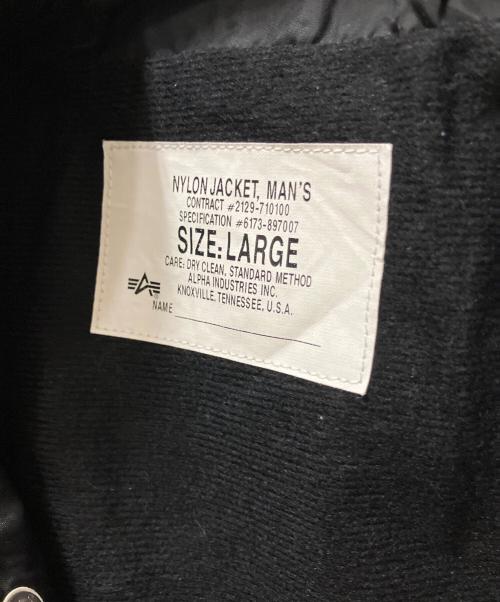 NYLON JACKET, MAN'S
CONTRACT #2129-710100
SPECIFICATION #6173-897007
SIZE: LARGE
CARE: DRY CLEAN, STANDARD METHOD
ALPHA INDUSTRIES INC.
KNOXVILLE, TENNESSEE, U.S.A.
NAME